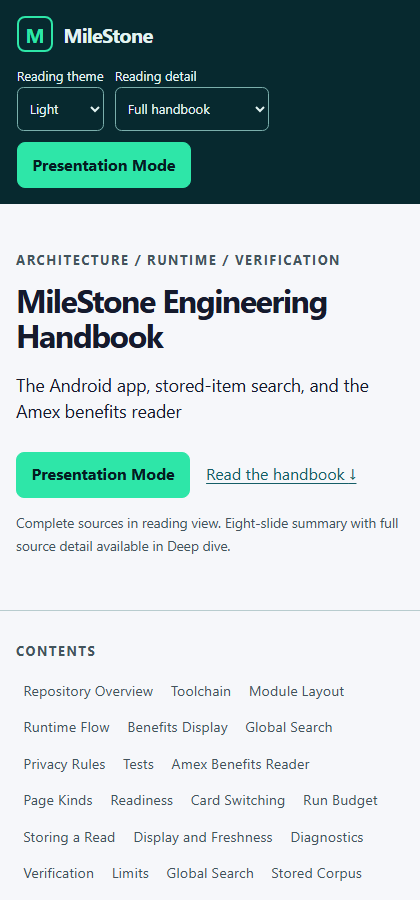 M MileStone
Reading theme Reading detail
Light Full handbook
Presentation Mode
ARCHITECTURE / RUNTIME / VERIFICATION
MileStone Engineering
Handbook
The Android app, stored-item search, and the
Amex benefits reader
Presentation Mode Read the handbook ↓
Complete sources in reading view. Eight-slide summary with full
source detail available in Deep dive.
CONTENTS
Repository Overview Toolchain Module Layout
Runtime Flow Benefits Display Global Search
Privacy Rules Tests Amex Benefits Reader
Page Kinds Readiness Card Switching Run Budget
Storing a Read Display and Freshness Diagnostics
Verification Limits Global Search Stored Corpus